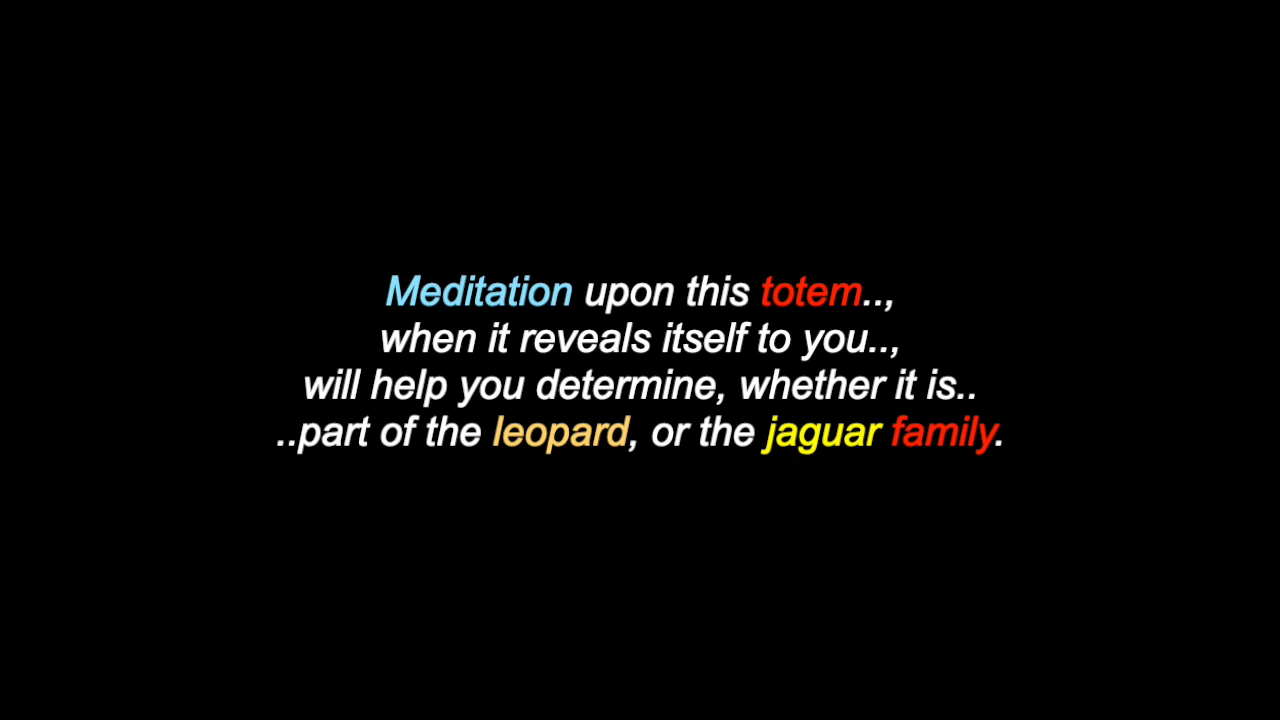 Meditation upon this totem..,
when it reveals itself to you..,
will help you determine, whether it is..
..part of the leopard, or the jaguar family.